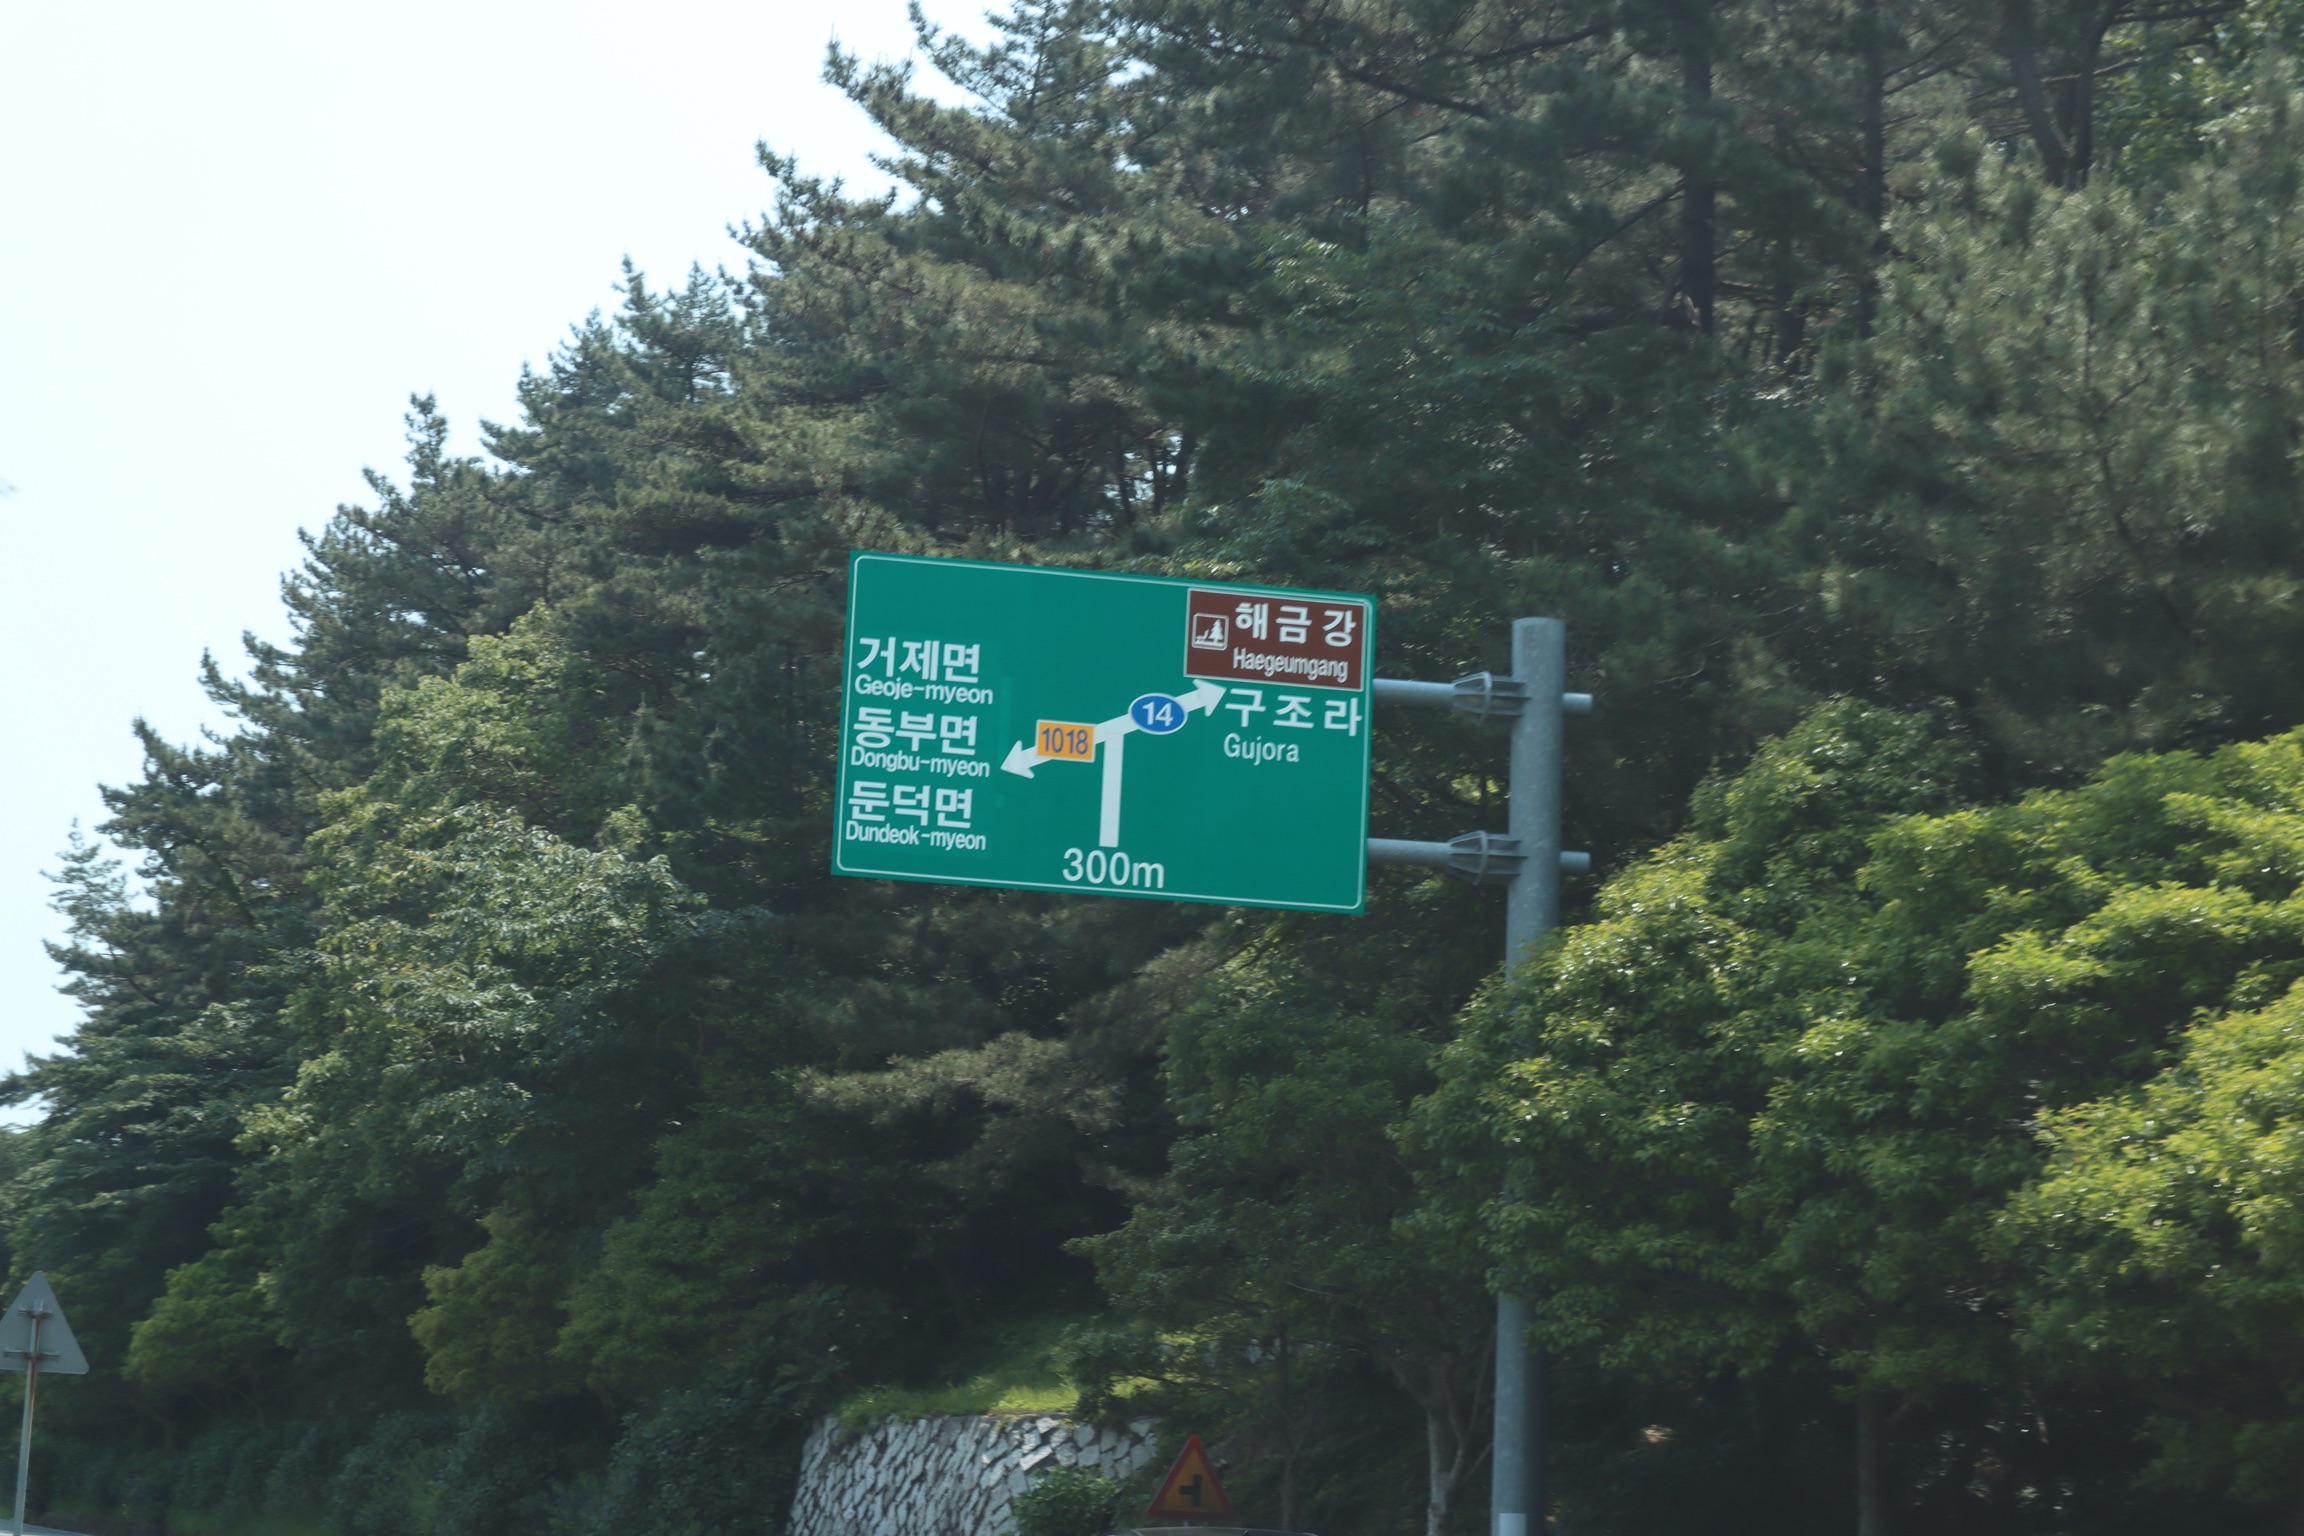 거제면
Geoje-myeon
동부면
Dongbu-myeon
둔덕면
Dundeok-myeon
1018
14
해금강
Haegeumgang
구조라
Gujora
300m